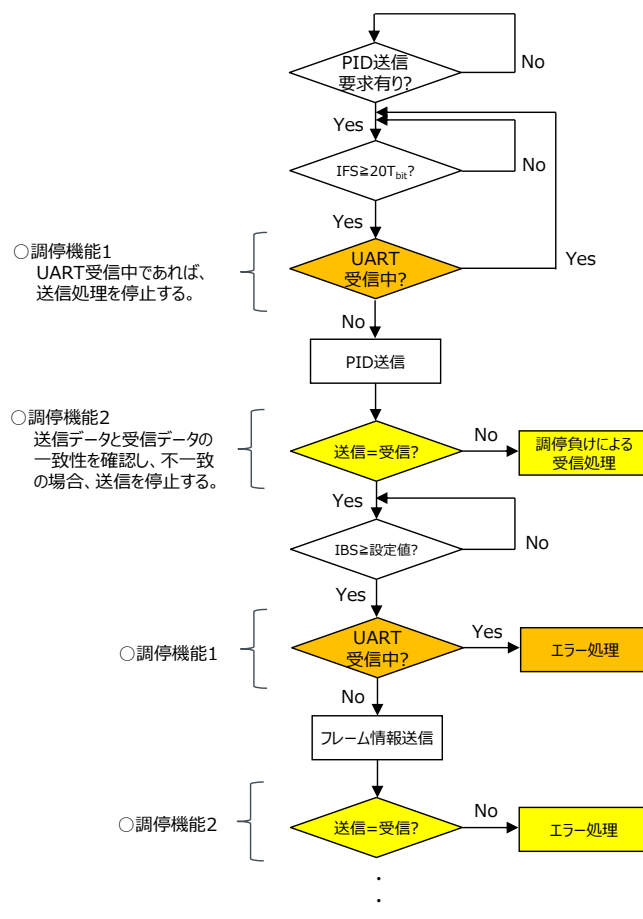 PID送信
要求有り?
No
Yes
IFS≧20Tbit?
No
Yes
○調停機能1
UART受信中であれば、
送信処理を停止する。
UART
受信中?
Yes
No
PID送信
○調停機能2
送信データと受信データの
一致性を確認し、不一致
の場合、送信を停止する。
送信=受信?
No
調停負けによる
受信処理
Yes
IBS≧設定値?
No
Yes
○調停機能1
UART
受信中?
Yes
エラー処理
No
フレーム情報送信
○調停機能2
送信=受信?
No
エラー処理